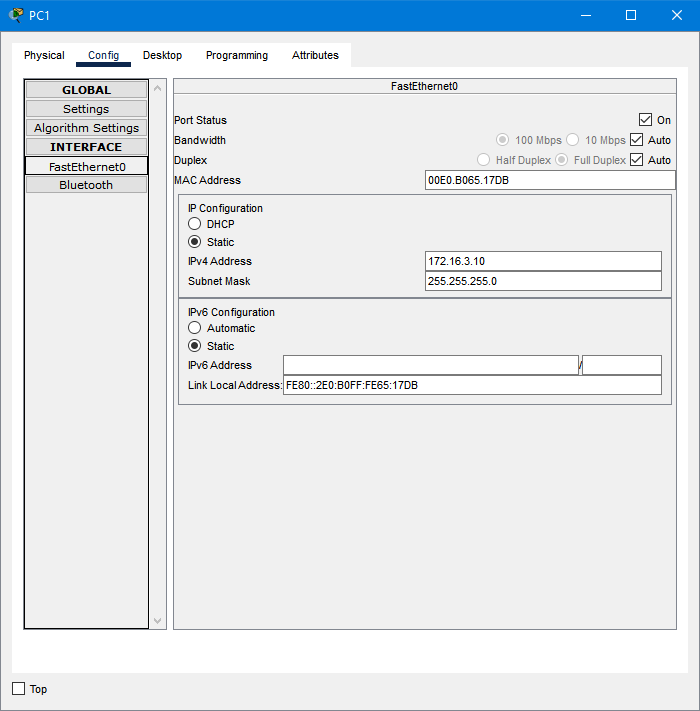 PC1
Physical Config Desktop Programming Attributes
GLOBAL
Settings
Algorithm Settings
INTERFACE
FastEthernet0
Bluetooth
FastEthernet0
Port Status On
Bandwidth 100 Mbps 10 Mbps Auto
Duplex Half Duplex Full Duplex Auto
MAC Address 00E0.B065.17DB
IP Configuration
DHCP
Static
IPv4 Address 172.16.3.10
Subnet Mask 255.255.255.0
IPv6 Configuration
Automatic
Static
IPv6 Address /
Link Local Address: FE80::2E0:B0FF:FE65:17DB
Top